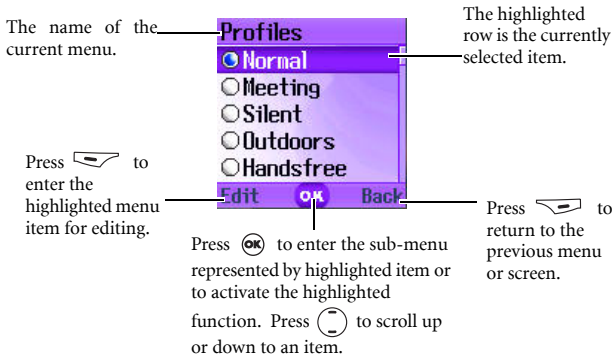 The name of the current menu.
The highlighted row is the currently selected item.
Profiles
Normal
Meeting
Silent
Outdoors
Handsfree
Edit OK Back
Press to
enter the
highlighted menu
item for editing.
Press OK to enter the sub-menu
represented by highlighted item or
to activate the highlighted
function. Press to scroll up
or down to an item.
Press to
return to the
previous menu
or screen.